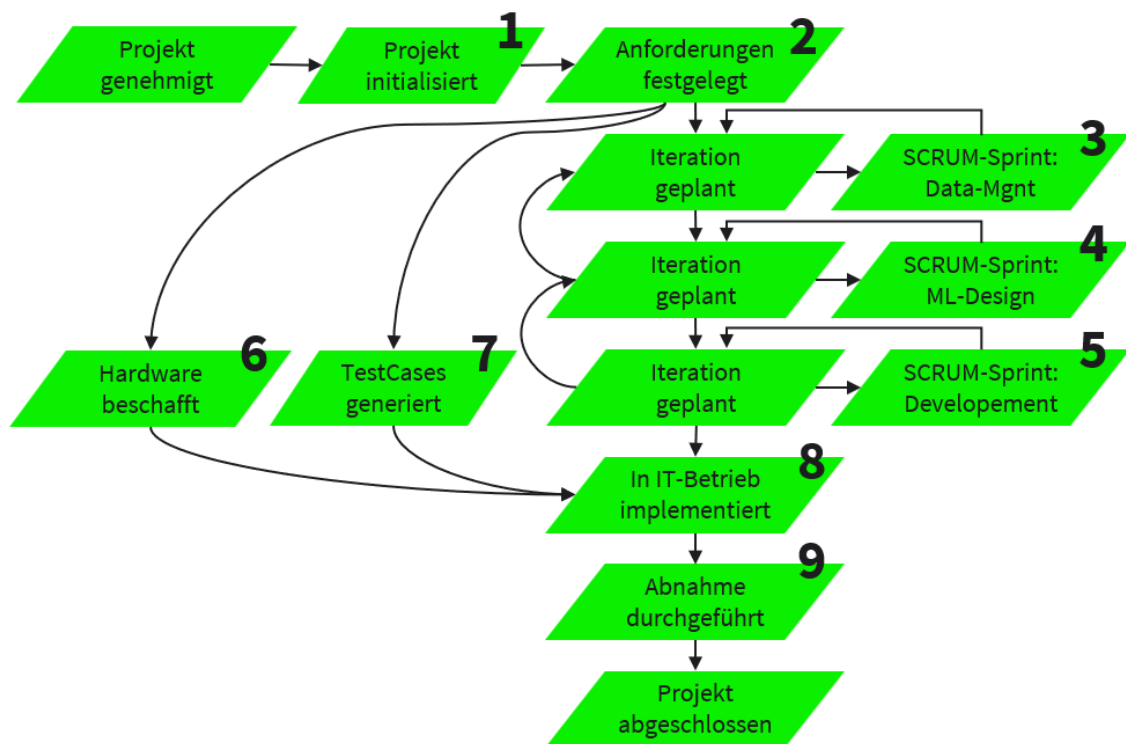 Projekt
genehmigt
1
Projekt
initialisiert
2
Anforderungen
festgelegt
Iteration
geplant
3
SCRUM-Sprint:
Data-Mgnt
Iteration
geplant
4
SCRUM-Sprint:
ML-Design
6
Hardware
beschafft
7
TestCases
generiert
Iteration
geplant
5
SCRUM-Sprint:
Developement
8
In IT-Betrieb
implementiert
9
Abnahme
durchgeführt
Projekt
abgeschlossen